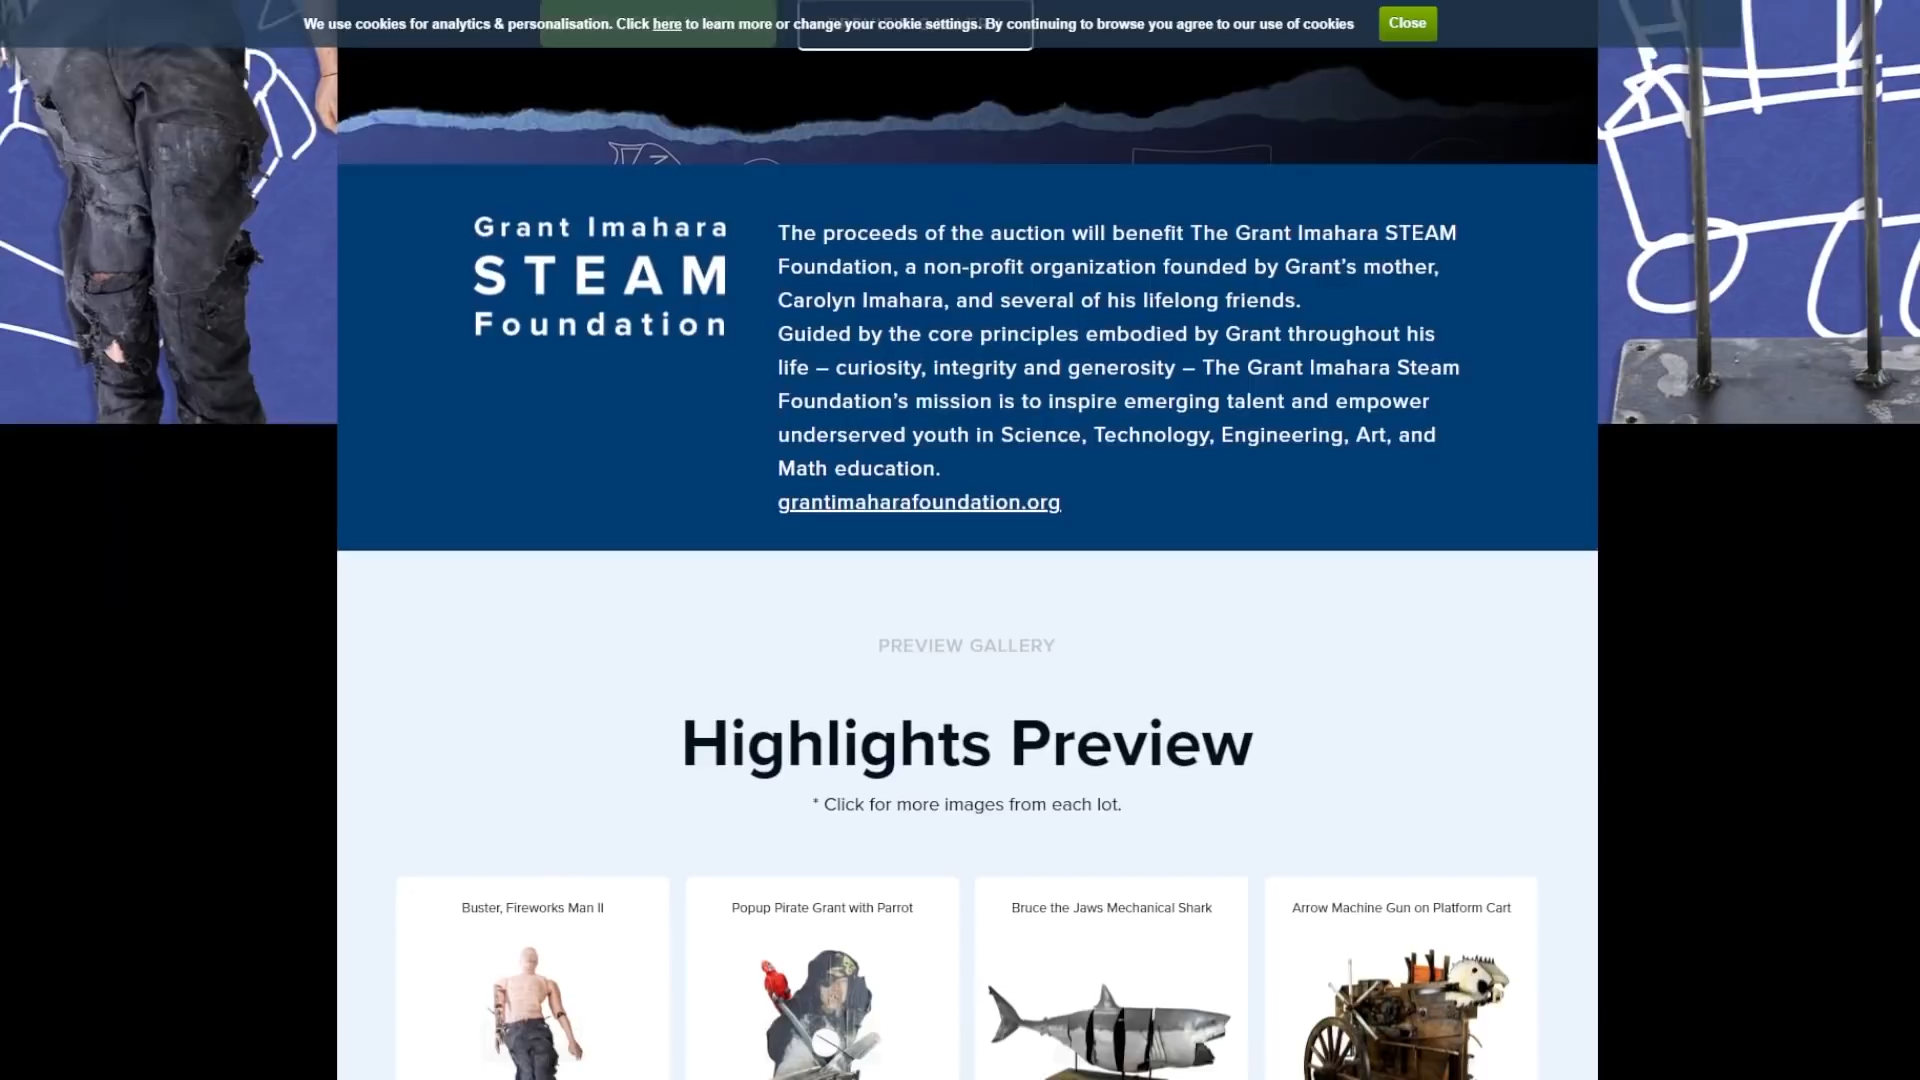 We use cookies for analytics & personalisation. Click here to learn more or change your cookie settings. By continuing to browse you agree to our use of cookies
Close
Grant Imahara
STEAM
Foundation
The proceeds of the auction will benefit The Grant Imahara STEAM
Foundation, a non-profit organization founded by Grant’s mother,
Carolyn Imahara, and several of his lifelong friends.
Guided by the core principles embodied by Grant throughout his
life – curiosity, integrity and generosity – The Grant Imahara Steam
Foundation’s mission is to inspire emerging talent and empower
underserved youth in Science, Technology, Engineering, Art, and
Math education.
grantimaharafoundation.org
PREVIEW GALLERY
Highlights Preview
* Click for more images from each lot.
Buster, Fireworks Man II
Popup Pirate Grant with Parrot
Bruce the Jaws Mechanical Shark
Arrow Machine Gun on Platform Cart